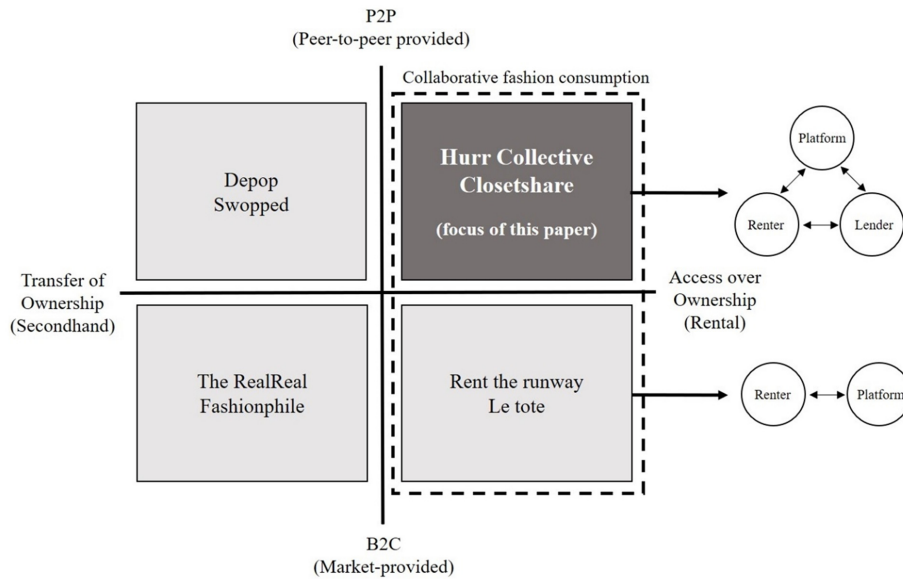 P2P
(Peer-to-peer provided)
Collaborative fashion consumption
Depop
Swopped
Hurr Collective
Closetshare
(focus of this paper)
Platform
Renter
Lender
Transfer of
Ownership
(Secondhand)
Access over
Ownership
(Rental)
The RealReal
Fashionphile
Rent the runway
Le tote
Renter
Platform
B2C
(Market-provided)